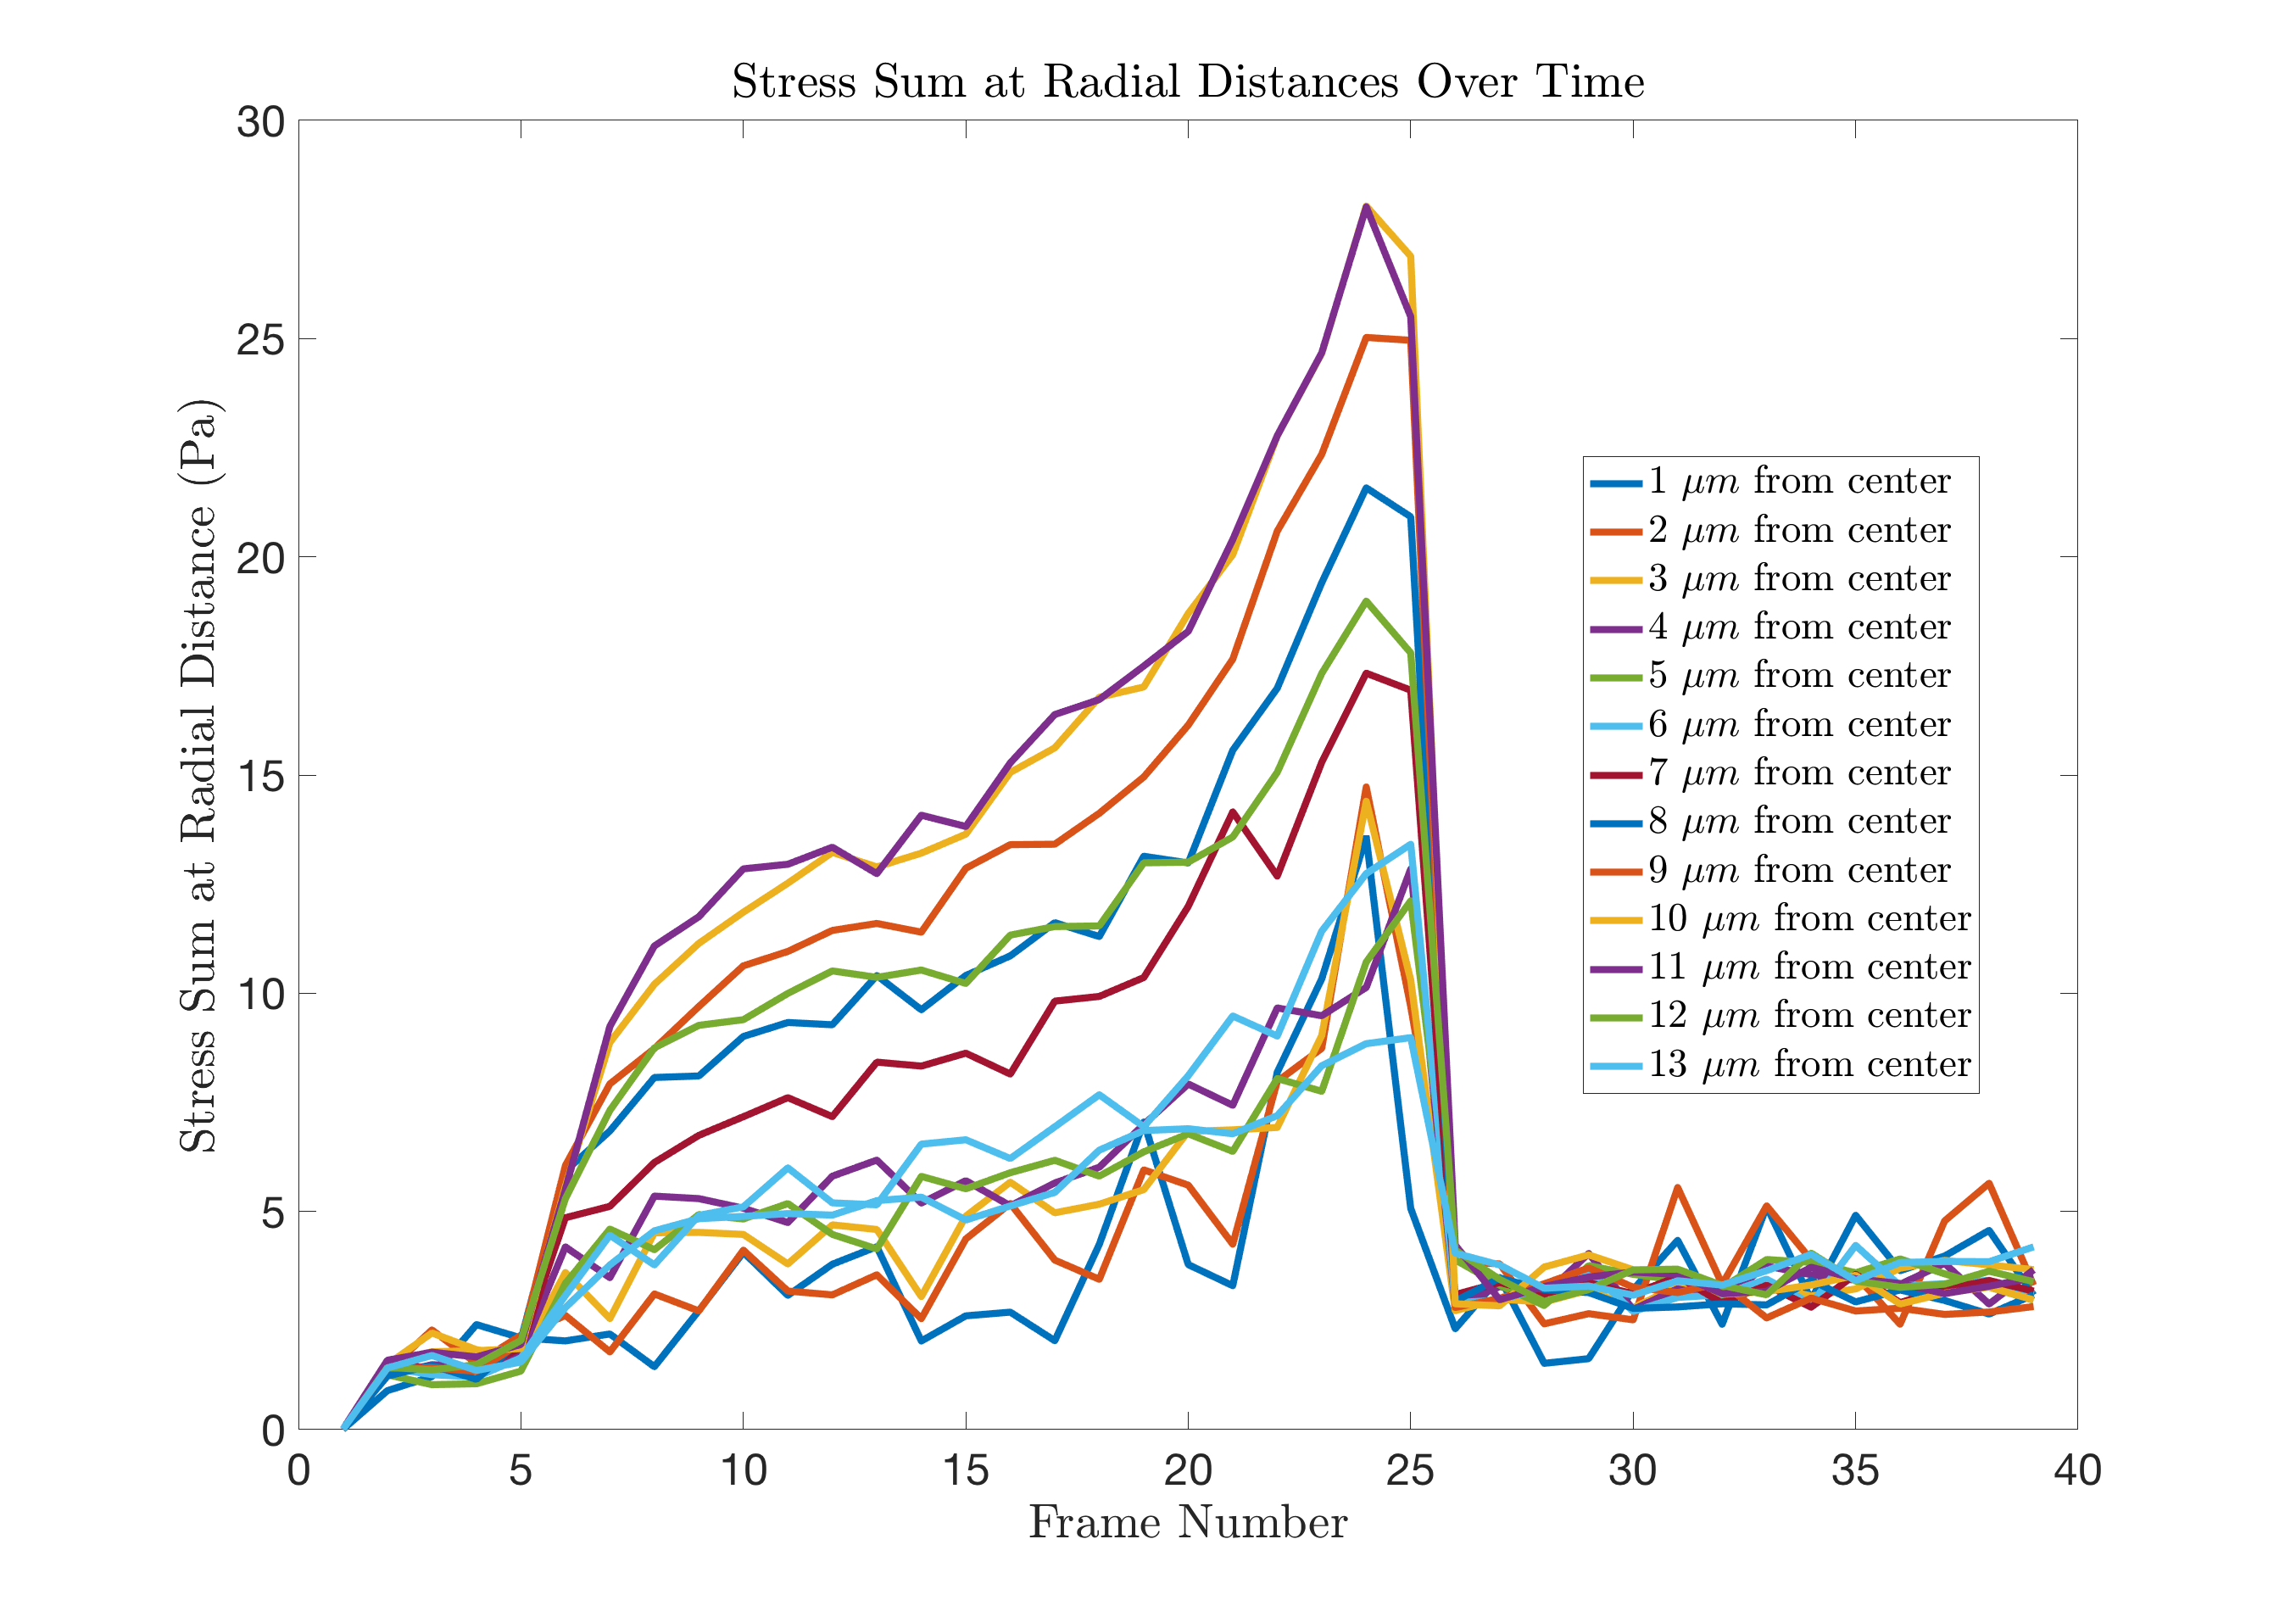 Stress Sum at Radial Distances Over Time
30
25
20
15
10
5
0
Stress Sum at Radial Distance (Pa)
1 μm from center
2 μm from center
3 μm from center
4 μm from center
5 μm from center
6 μm from center
7 μm from center
8 μm from center
9 μm from center
10 μm from center
11 μm from center
12 μm from center
13 μm from center
0 5 10 15 20 25 30 35 40
Frame Number